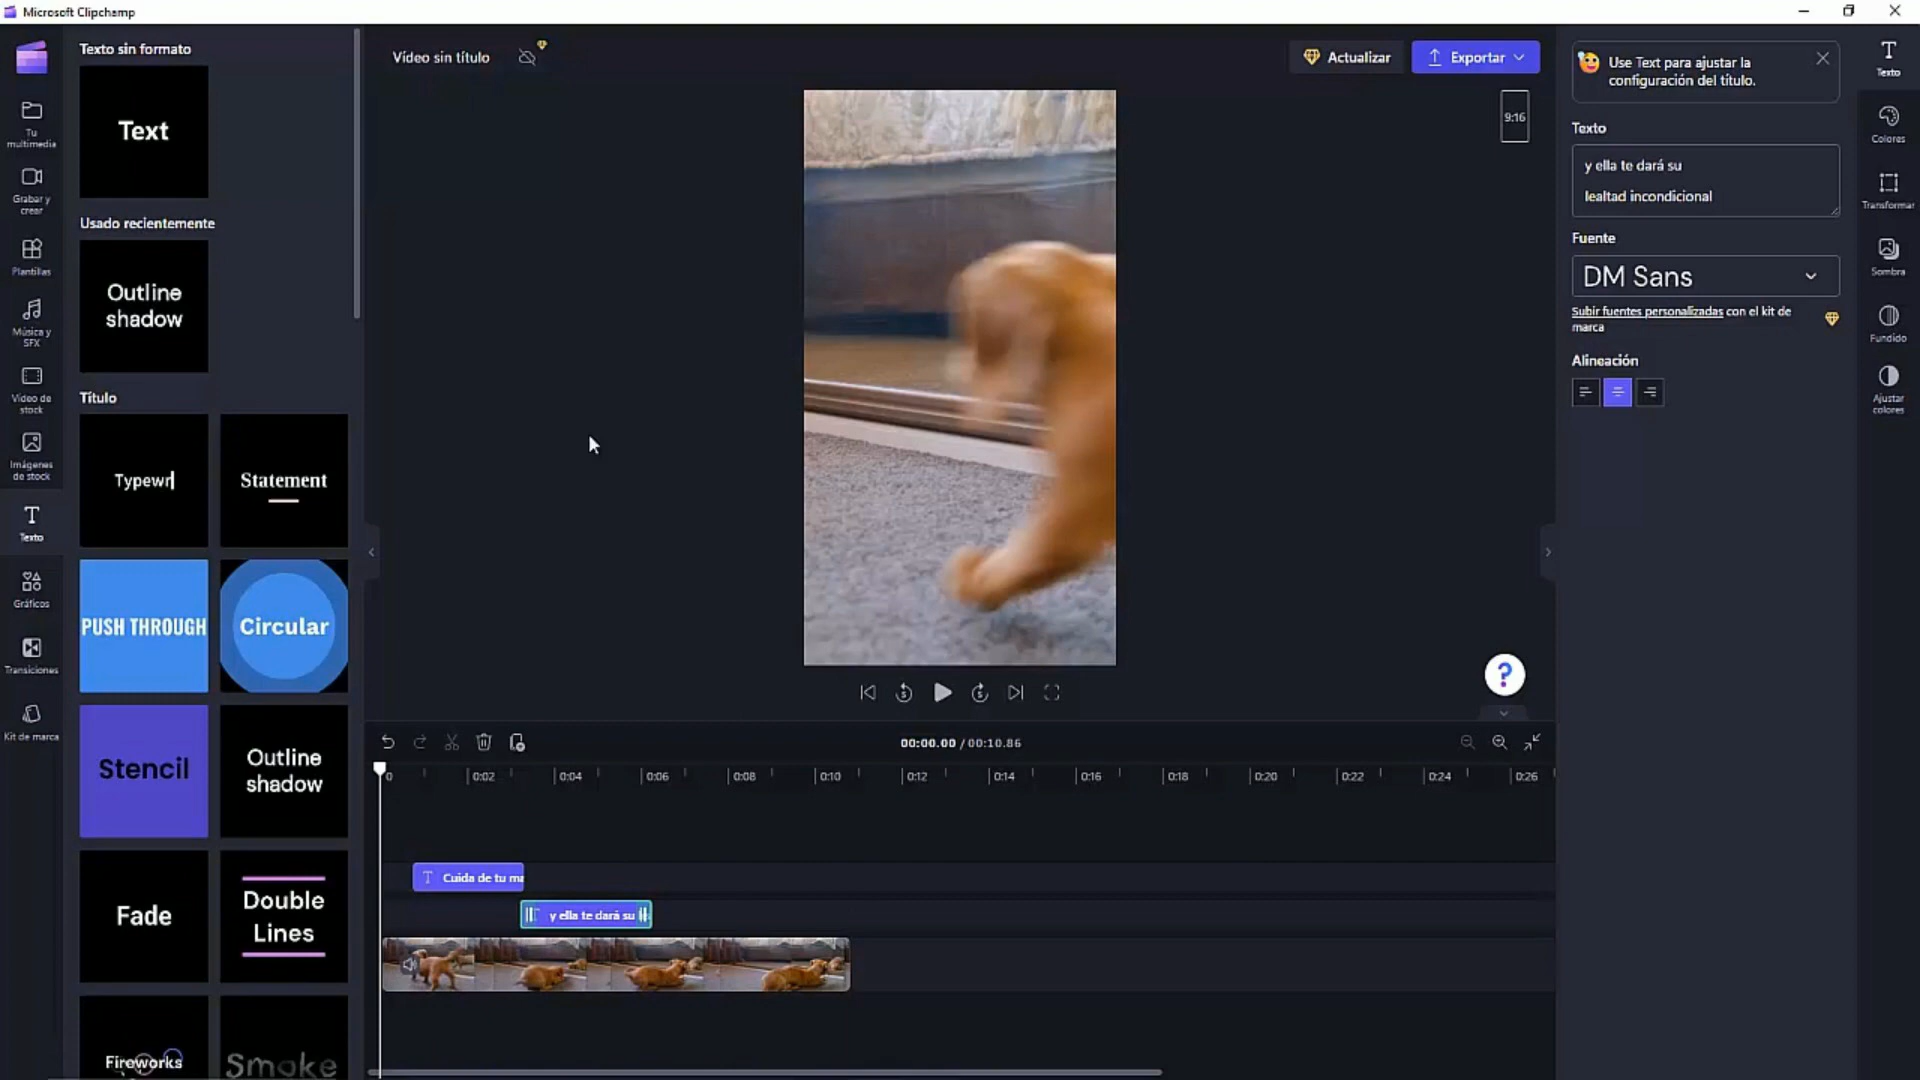 Microsoft Clipchamp
Texto sin formato
Text
Usado recientemente
Outline
shadow
Título
Typewr
Statement
PUSH THROUGH
Circular
Stencil
Outline
shadow
Fade
Double
Lines
Fireworks
Smoke
Tu
multimedia
Grabar y
crear
Plantillas
Música y
SFX
Vídeo de
stock
Imágenes
de stock
Texto
Gráficos
Transiciones
Kit de marca
Vídeo sin título
Actualizar
Exportar
9:16
?
00:00.00 / 00:10.86
0
0:02
0:04
0:06
0:08
0:10
0:12
0:14
0:16
0:18
0:20
0:22
0:24
0:26
T Cuida de tu ma
y ella te dará su
Use Text para ajustar la
configuración del título.
Texto
y ella te dará su
lealtad incondicional
Fuente
DM Sans
Subir fuentes personalizadas con el kit de
marca
Alineación
Texto
Colores
Transformar
Sombra
Fundido
Ajustar
colores